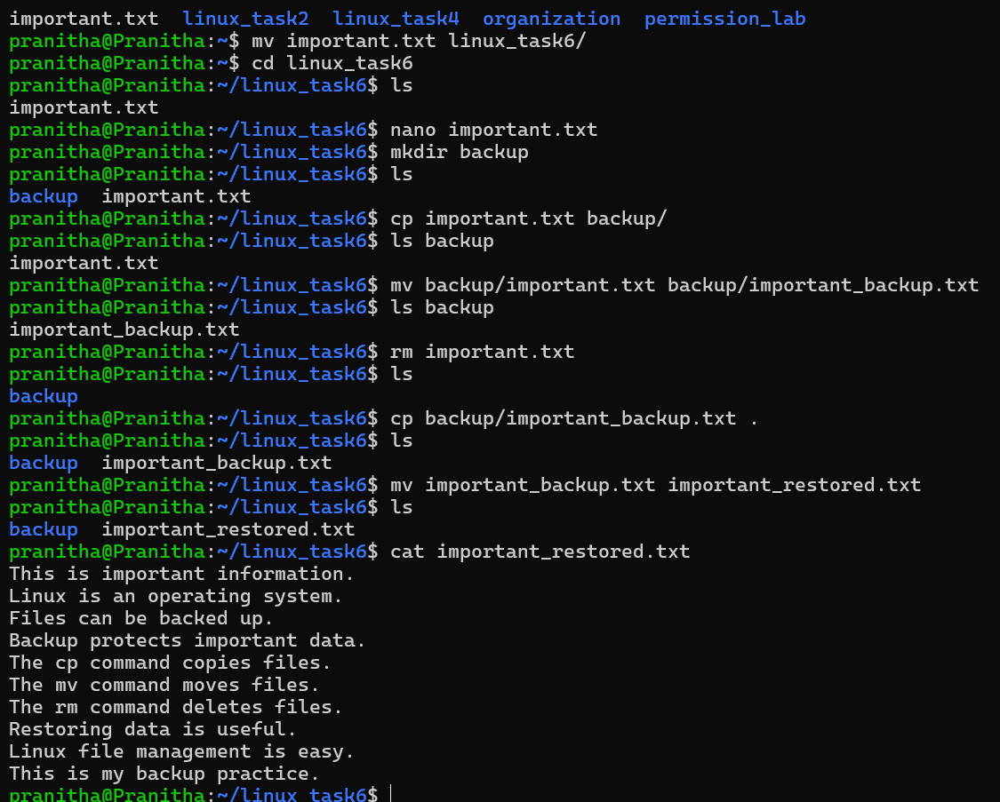 important.txt  linux_task2  linux_task4  organization  permission_lab
pranitha@Pranitha:~$ mv important.txt linux_task6/
pranitha@Pranitha:~$ cd linux_task6
pranitha@Pranitha:~/linux_task6$ ls
important.txt
pranitha@Pranitha:~/linux_task6$ nano important.txt
pranitha@Pranitha:~/linux_task6$ mkdir backup
pranitha@Pranitha:~/linux_task6$ ls
backup  important.txt
pranitha@Pranitha:~/linux_task6$ cp important.txt backup/
pranitha@Pranitha:~/linux_task6$ ls backup
important.txt
pranitha@Pranitha:~/linux_task6$ mv backup/important.txt backup/important_backup.txt
pranitha@Pranitha:~/linux_task6$ ls backup
important_backup.txt
pranitha@Pranitha:~/linux_task6$ rm important.txt
pranitha@Pranitha:~/linux_task6$ ls
backup
pranitha@Pranitha:~/linux_task6$ cp backup/important_backup.txt .
pranitha@Pranitha:~/linux_task6$ ls
backup  important_backup.txt
pranitha@Pranitha:~/linux_task6$ mv important_backup.txt important_restored.txt
pranitha@Pranitha:~/linux_task6$ ls
backup  important_restored.txt
pranitha@Pranitha:~/linux_task6$ cat important_restored.txt
This is important information.
Linux is an operating system.
Files can be backed up.
Backup protects important data.
The cp command copies files.
The mv command moves files.
The rm command deletes files.
Restoring data is useful.
Linux file management is easy.
This is my backup practice.
pranitha@Pranitha:~/linux_task6$